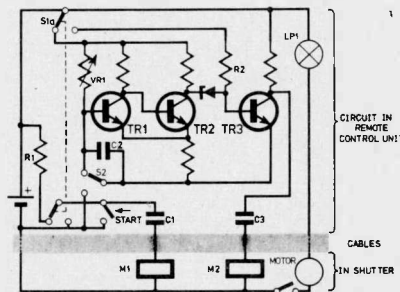 S1a
LP1
R2
VR1
TR1
TR2
TR3
C2
R1
S2
START
C1
C3
+
CIRCUIT IN
REMOTE
CONTROL UNIT
CABLES
MOTOR
M1
M2
IN SHUTTER